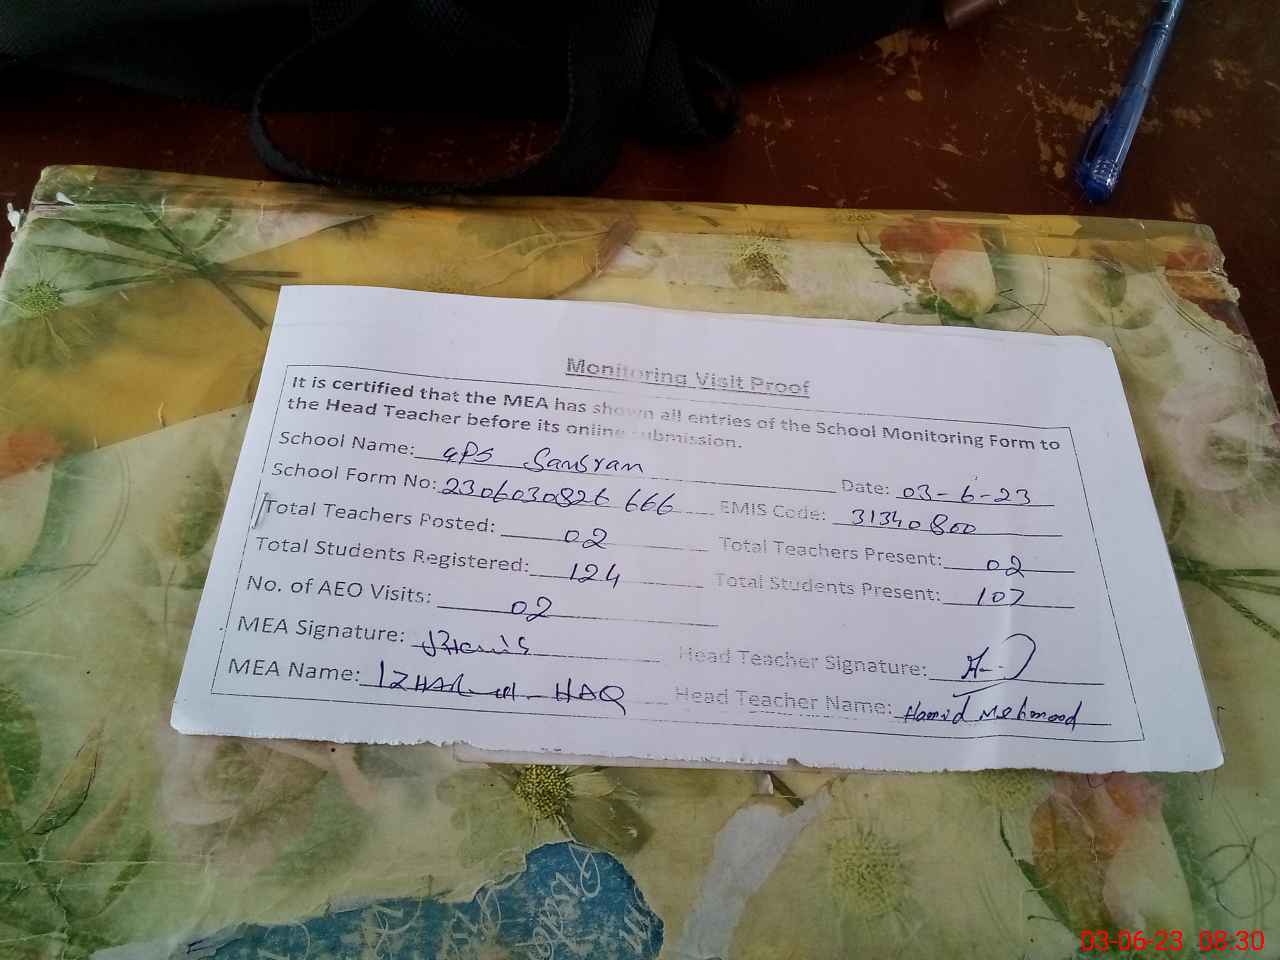 Monitoring Visit Proof
It is certified that the MEA has shown all entries of the School Monitoring Form to
the Head Teacher before its online submission.
School Name: GPS Sansran Date: 03-6-23
School Form No: 2306030826 666 EMIS Code: 31340800
Total Teachers Posted: 02 Total Teachers Present: 02
Total Students Registered: 124 Total Students Present: 107
No. of AEO Visits: 02
MEA Signature: Head Teacher Signature:
MEA Name: IZHAR-ul-HAQ Head Teacher Name: Hamid Mehmood
03-06-23 08:30